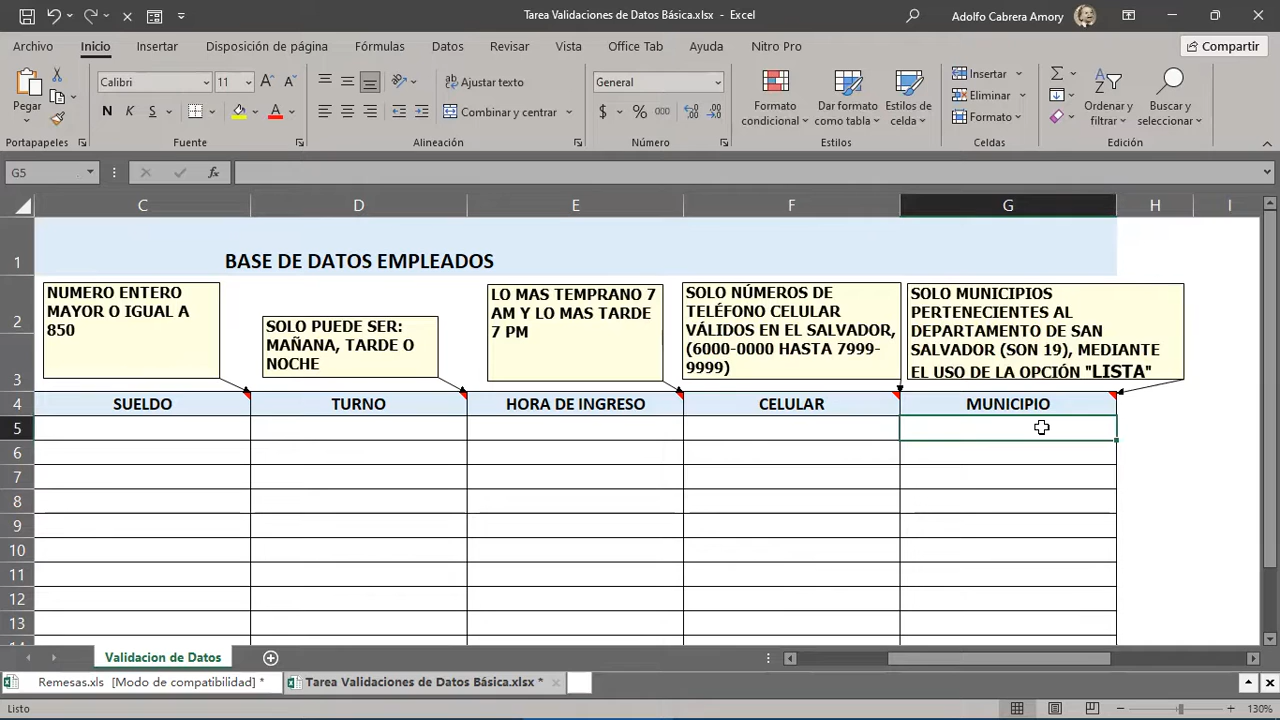 Tarea Validaciones de Datos Básica.xlsx - Excel
Adolfo Cabrera Amory
Archivo Inicio Insertar Disposición de página Fórmulas Datos Revisar Vista Office Tab Ayuda Nitro Pro Compartir
Pegar
Calibri 11
N K S
Ajustar texto
Combinar y centrar
General
$ % 000
Formato condicional
Dar formato como tabla
Estilos de celda
Insertar
Eliminar
Formato
Ordenar y filtrar
Buscar y seleccionar
Portapapeles Fuente Alineación Número Estilos Celdas Edición
G5 fx
C D E F G H I
1 BASE DE DATOS EMPLEADOS
2
3
NUMERO ENTERO
MAYOR O IGUAL A
850
SOLO PUEDE SER:
MAÑANA, TARDE O
NOCHE
LO MAS TEMPRANO 7
AM Y LO MAS TARDE
7 PM
SOLO NÚMEROS DE
TELÉFONO CELULAR
VÁLIDOS EN EL SALVADOR,
(6000-0000 HASTA 7999-
9999)
SOLO MUNICIPIOS
PERTENECIENTES AL
DEPARTAMENTO DE SAN
SALVADOR (SON 19), MEDIANTE
EL USO DE LA OPCIÓN "LISTA"
4 SUELDO TURNO HORA DE INGRESO CELULAR MUNICIPIO
5
6
7
8
9
10
11
12
13
Validacion de Datos
Remesas.xls [Modo de compatibilidad] * Tarea Validaciones de Datos Básica.xlsx *
Listo 130%